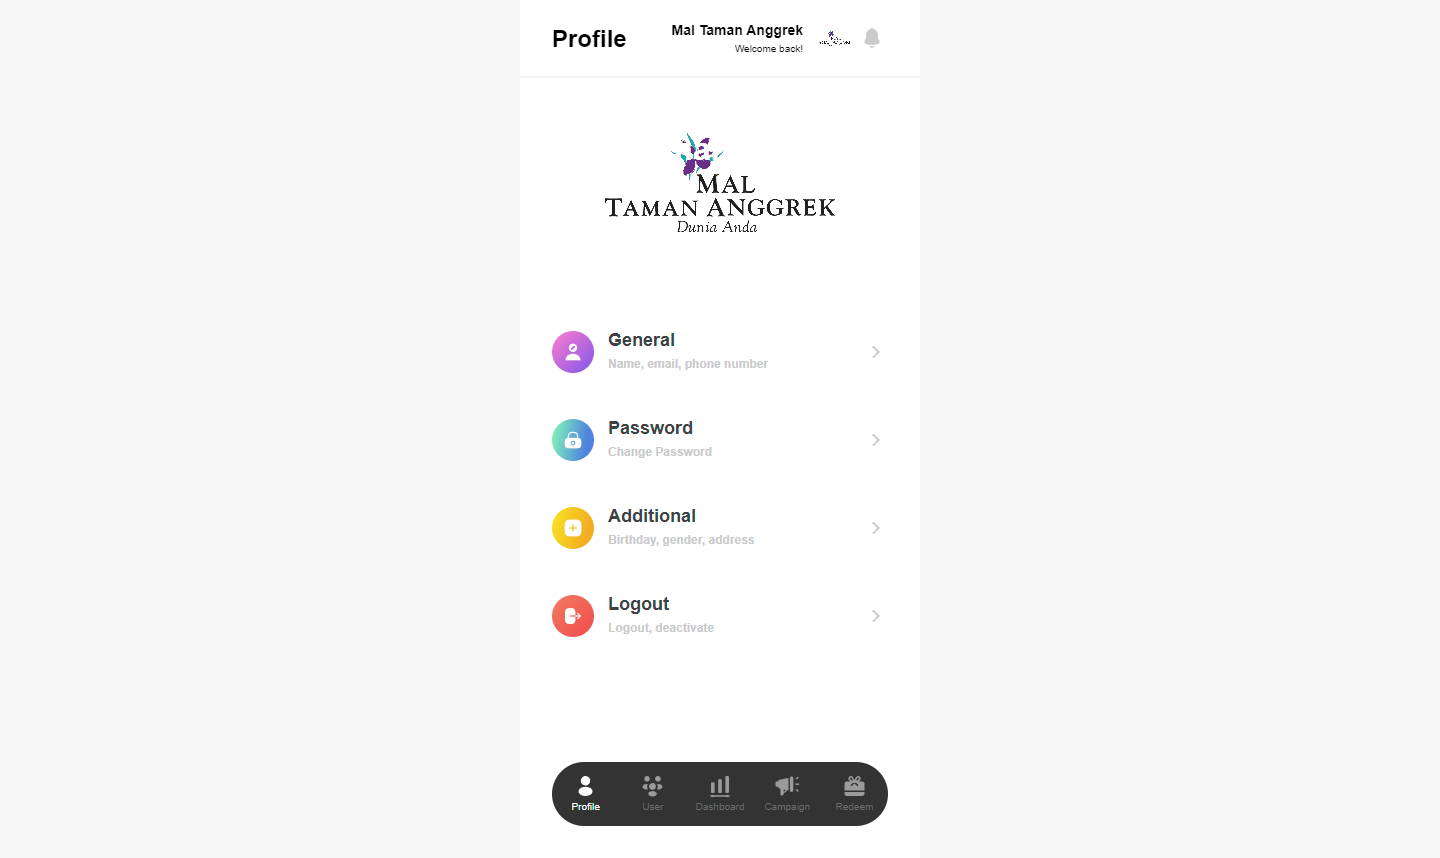 Profile
Mal Taman Anggrek
Welcome back!
MAL
TAMAN ANGGREK
Dunia Anda
General
Name, email, phone number
Password
Change Password
Additional
Birthday, gender, address
Logout
Logout, deactivate
Profile
User
Dashboard
Campaign
Redeem